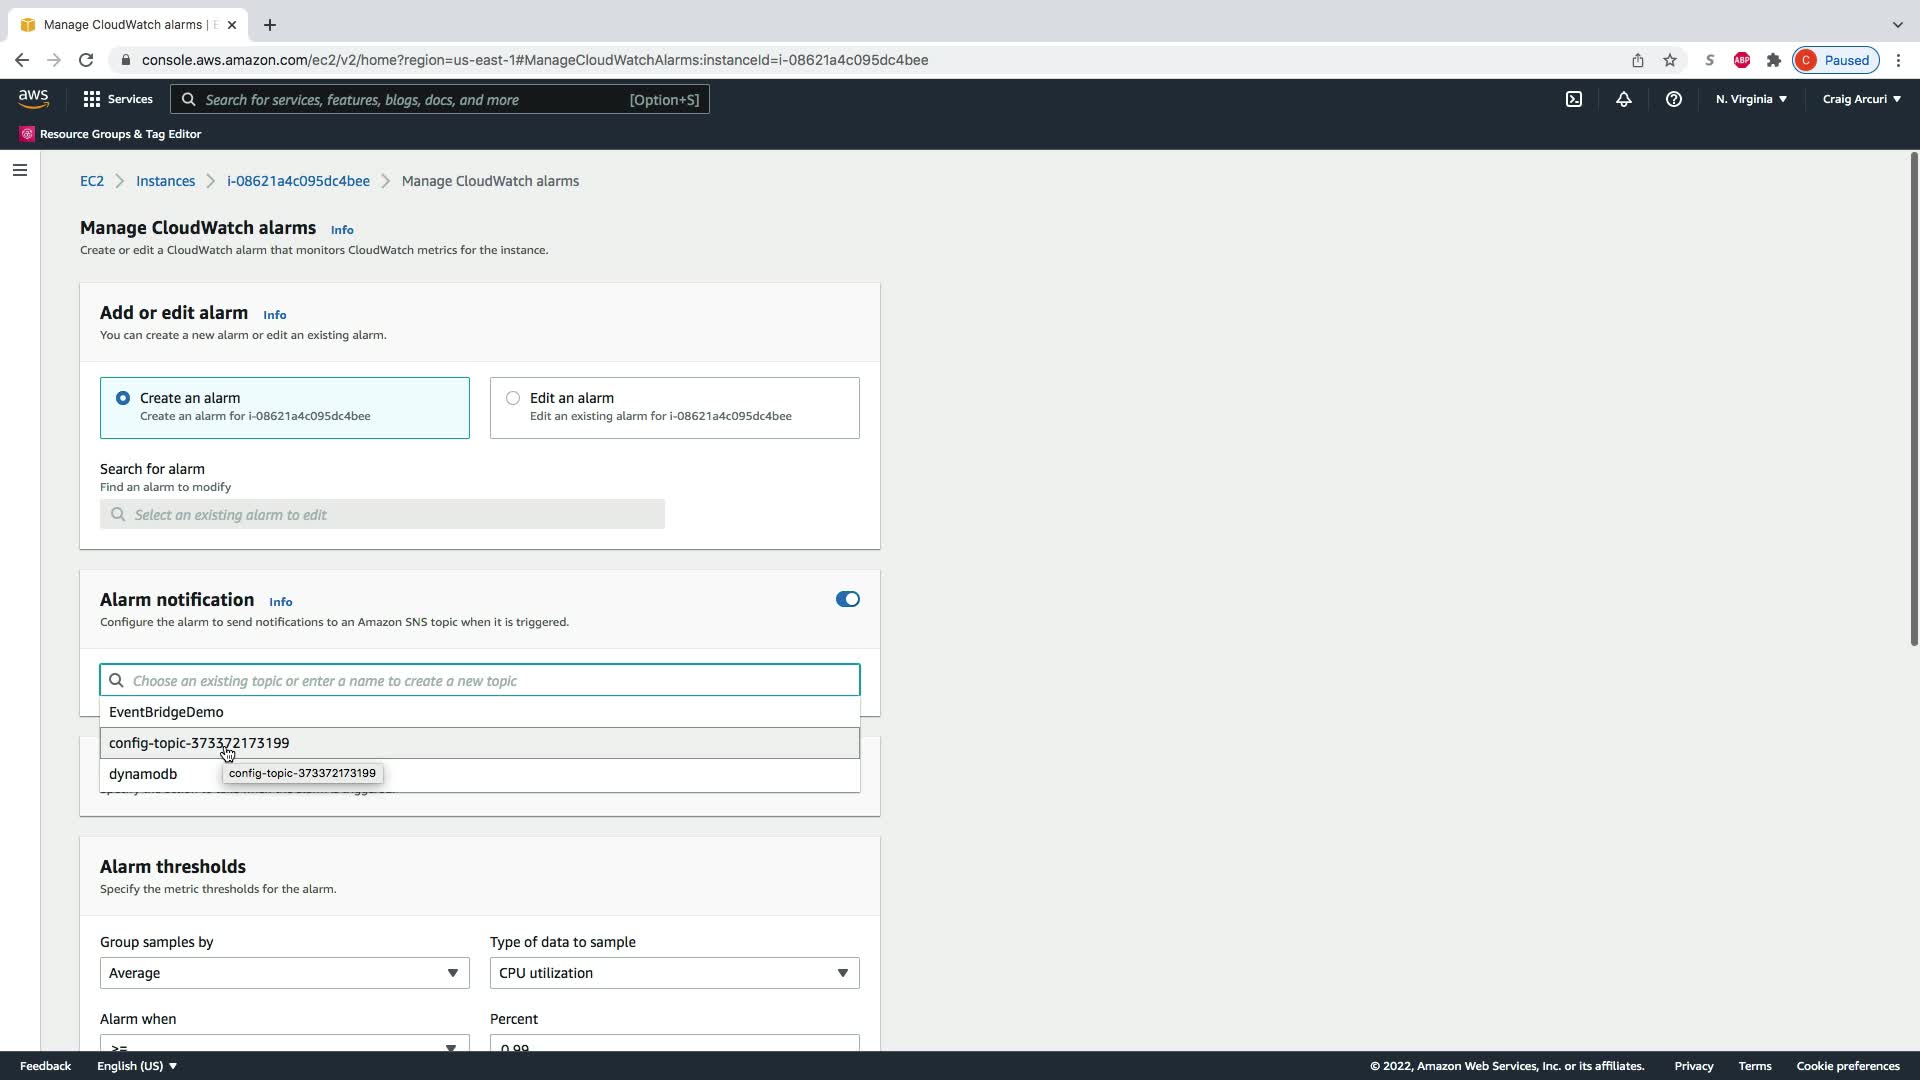 Manage CloudWatch alarms | E
console.aws.amazon.com/ec2/v2/home?region=us-east-1#ManageCloudWatchAlarms:instanceId=i-08621a4c095dc4bee
S
ABP
C Paused
aws
Services
Search for services, features, blogs, docs, and more [Option+S]
N. Virginia
Craig Arcuri
Resource Groups & Tag Editor
EC2 > Instances > i-08621a4c095dc4bee > Manage CloudWatch alarms
Manage CloudWatch alarms Info
Create or edit a CloudWatch alarm that monitors CloudWatch metrics for the instance.
Add or edit alarm Info
You can create a new alarm or edit an existing alarm.
Create an alarm
Create an alarm for i-08621a4c095dc4bee
Edit an alarm
Edit an existing alarm for i-08621a4c095dc4bee
Search for alarm
Find an alarm to modify
Select an existing alarm to edit
Alarm notification Info
Configure the alarm to send notifications to an Amazon SNS topic when it is triggered.
Choose an existing topic or enter a name to create a new topic
EventBridgeDemo
config-topic-373372173199
dynamodb
config-topic-373372173199
Alarm thresholds
Specify the metric thresholds for the alarm.
Group samples by
Average
Type of data to sample
CPU utilization
Alarm when
>=
Percent
0.99
Feedback
English (US)
© 2022, Amazon Web Services, Inc. or its affiliates.
Privacy
Terms
Cookie preferences